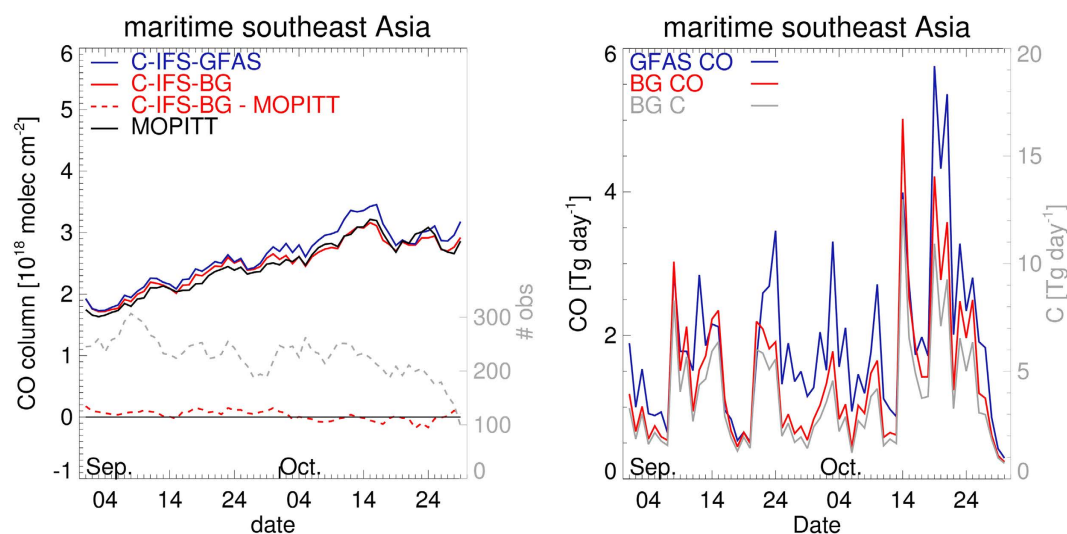 maritime southeast Asia
6
5
4
3
2
1
0
-1
CO column [10¹⁸ molec cm⁻²]
C-IFS-GFAS
C-IFS-BG
C-IFS-BG - MOPITT
MOPITT
300
200
100
0
# obs
Sep.
Oct.
04 14 24 04 14 24
date
maritime southeast Asia
6
4
2
0
CO [Tg day⁻¹]
GFAS CO
BG CO
BG C
20
15
10
5
0
C [Tg day⁻¹]
Sep.
Oct.
04 14 24 04 14 24
Date